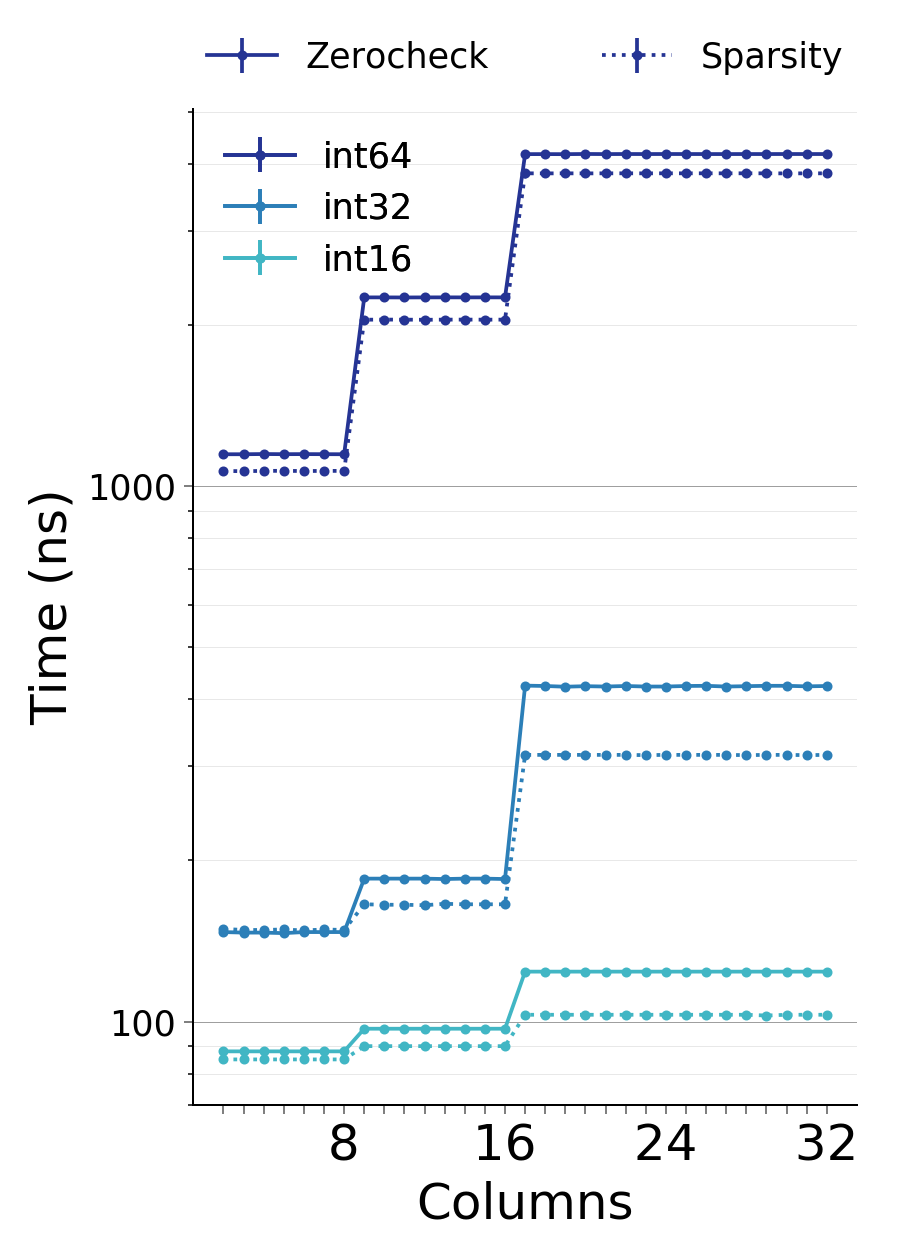 Zerocheck Sparsity
int64
int32
int16
1000
100
Time (ns)
8 16 24 32
Columns